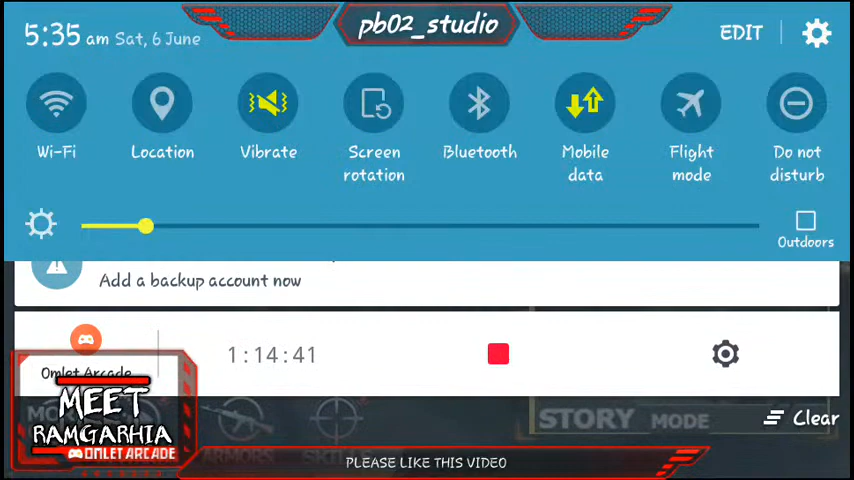 pb02_studio
5:35 am Sat, 6 June
EDIT
Wi-Fi
Location
Vibrate
Screen rotation
Bluetooth
Mobile data
Flight mode
Do not disturb
Outdoors
Add a backup account now
1:14:41
Omlet Arcade
MEET
RAMGARHIA
OMLET ARCADE
ARMORS
SKILLS
STORY MODE
Clear
PLEASE LIKE THIS VIDEO